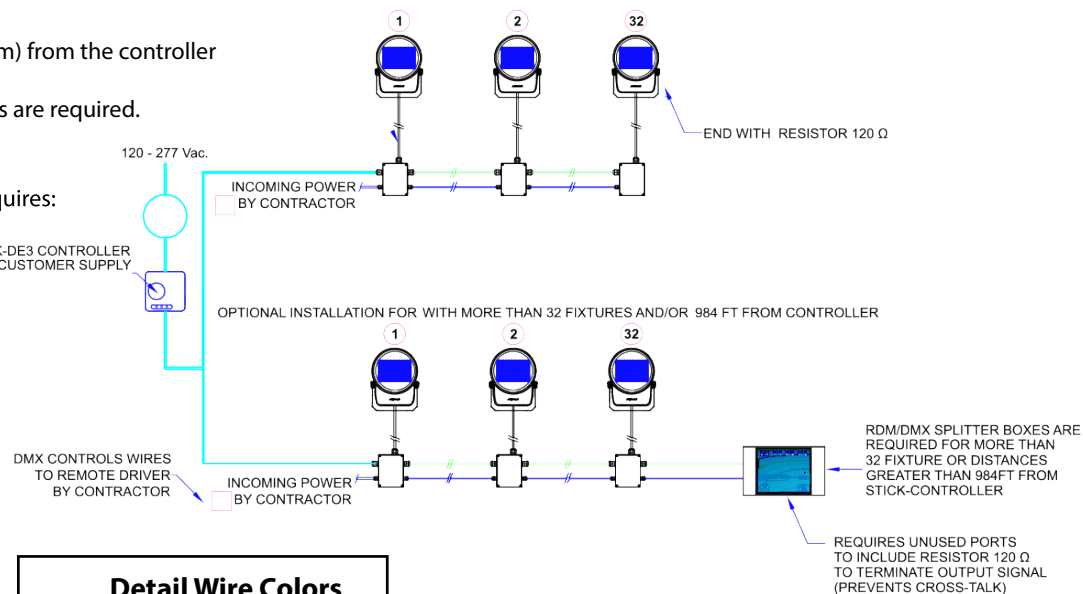 1 2 32
m) from the controller
s are required.
END WITH RESISTOR 120 Ω
120 - 277 Vac.
INCOMING POWER
BY CONTRACTOR
quires:
K-DE3 CONTROLLER
CUSTOMER SUPPLY
OPTIONAL INSTALLATION FOR WITH MORE THAN 32 FIXTURES AND/OR 984 FT FROM CONTROLLER
1 2 32
RDM/DMX SPLITTER BOXES ARE
REQUIRED FOR MORE THAN
32 FIXTURE OR DISTANCES
GREATER THAN 984FT FROM
STICK-CONTROLLER
DMX CONTROLS WIRES
TO REMOTE DRIVER
BY CONTRACTOR
INCOMING POWER
BY CONTRACTOR
REQUIRES UNUSED PORTS
TO INCLUDE RESISTOR 120 Ω
TO TERMINATE OUTPUT SIGNAL
(PREVENTS CROSS-TALK)
Detail Wire Colors